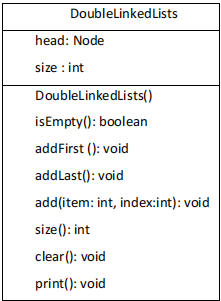 DoubleLinkedLists
head: Node
size : int
DoubleLinkedLists()
isEmpty(): boolean
addFirst (): void
addLast(): void
add(item: int, index:int): void
size(): int
clear(): void
print(): void